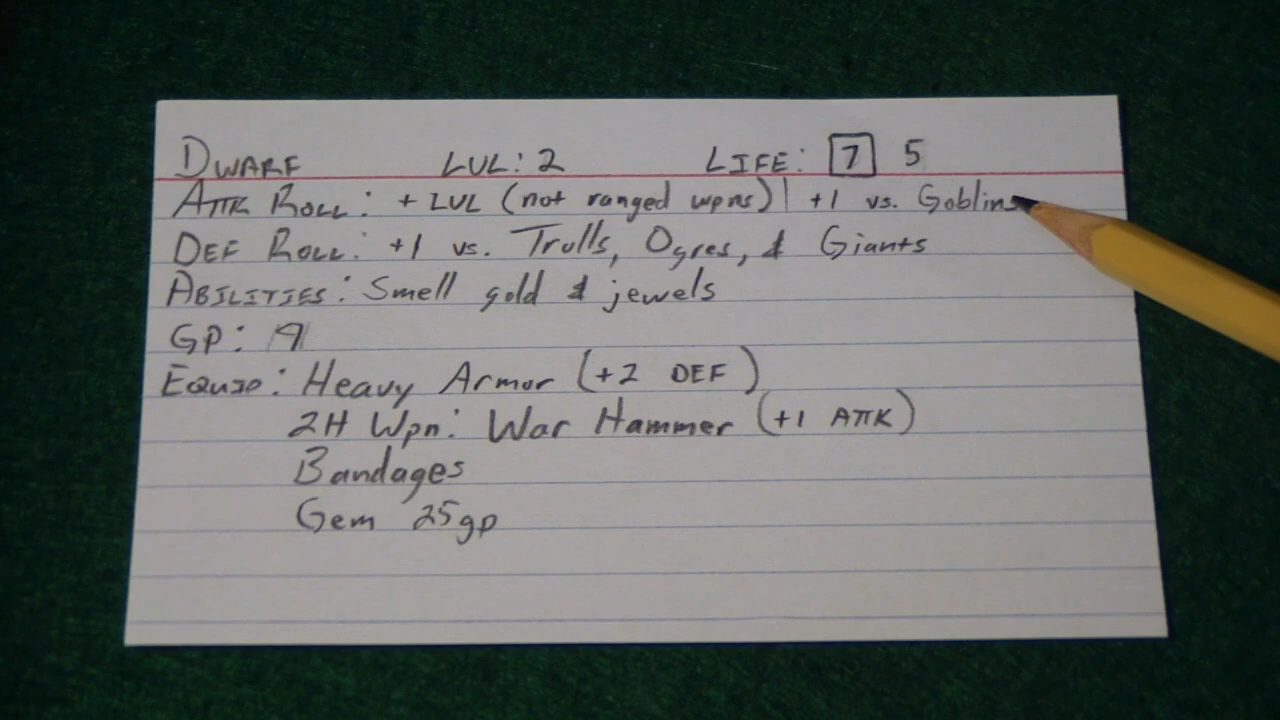 DWARF LVL: 2 LIFE: 7 5
ATTK ROLL: + LVL (not ranged wpns) | +1 vs. Goblins
DEF ROLL: +1 vs. Trolls, Ogres, & Giants
ABILITIES: Smell gold & jewels
GP: 19
EQUIP: Heavy Armor (+2 DEF)
2H Wpn: War Hammer (+1 ATTK)
Bandages
Gem 25gp